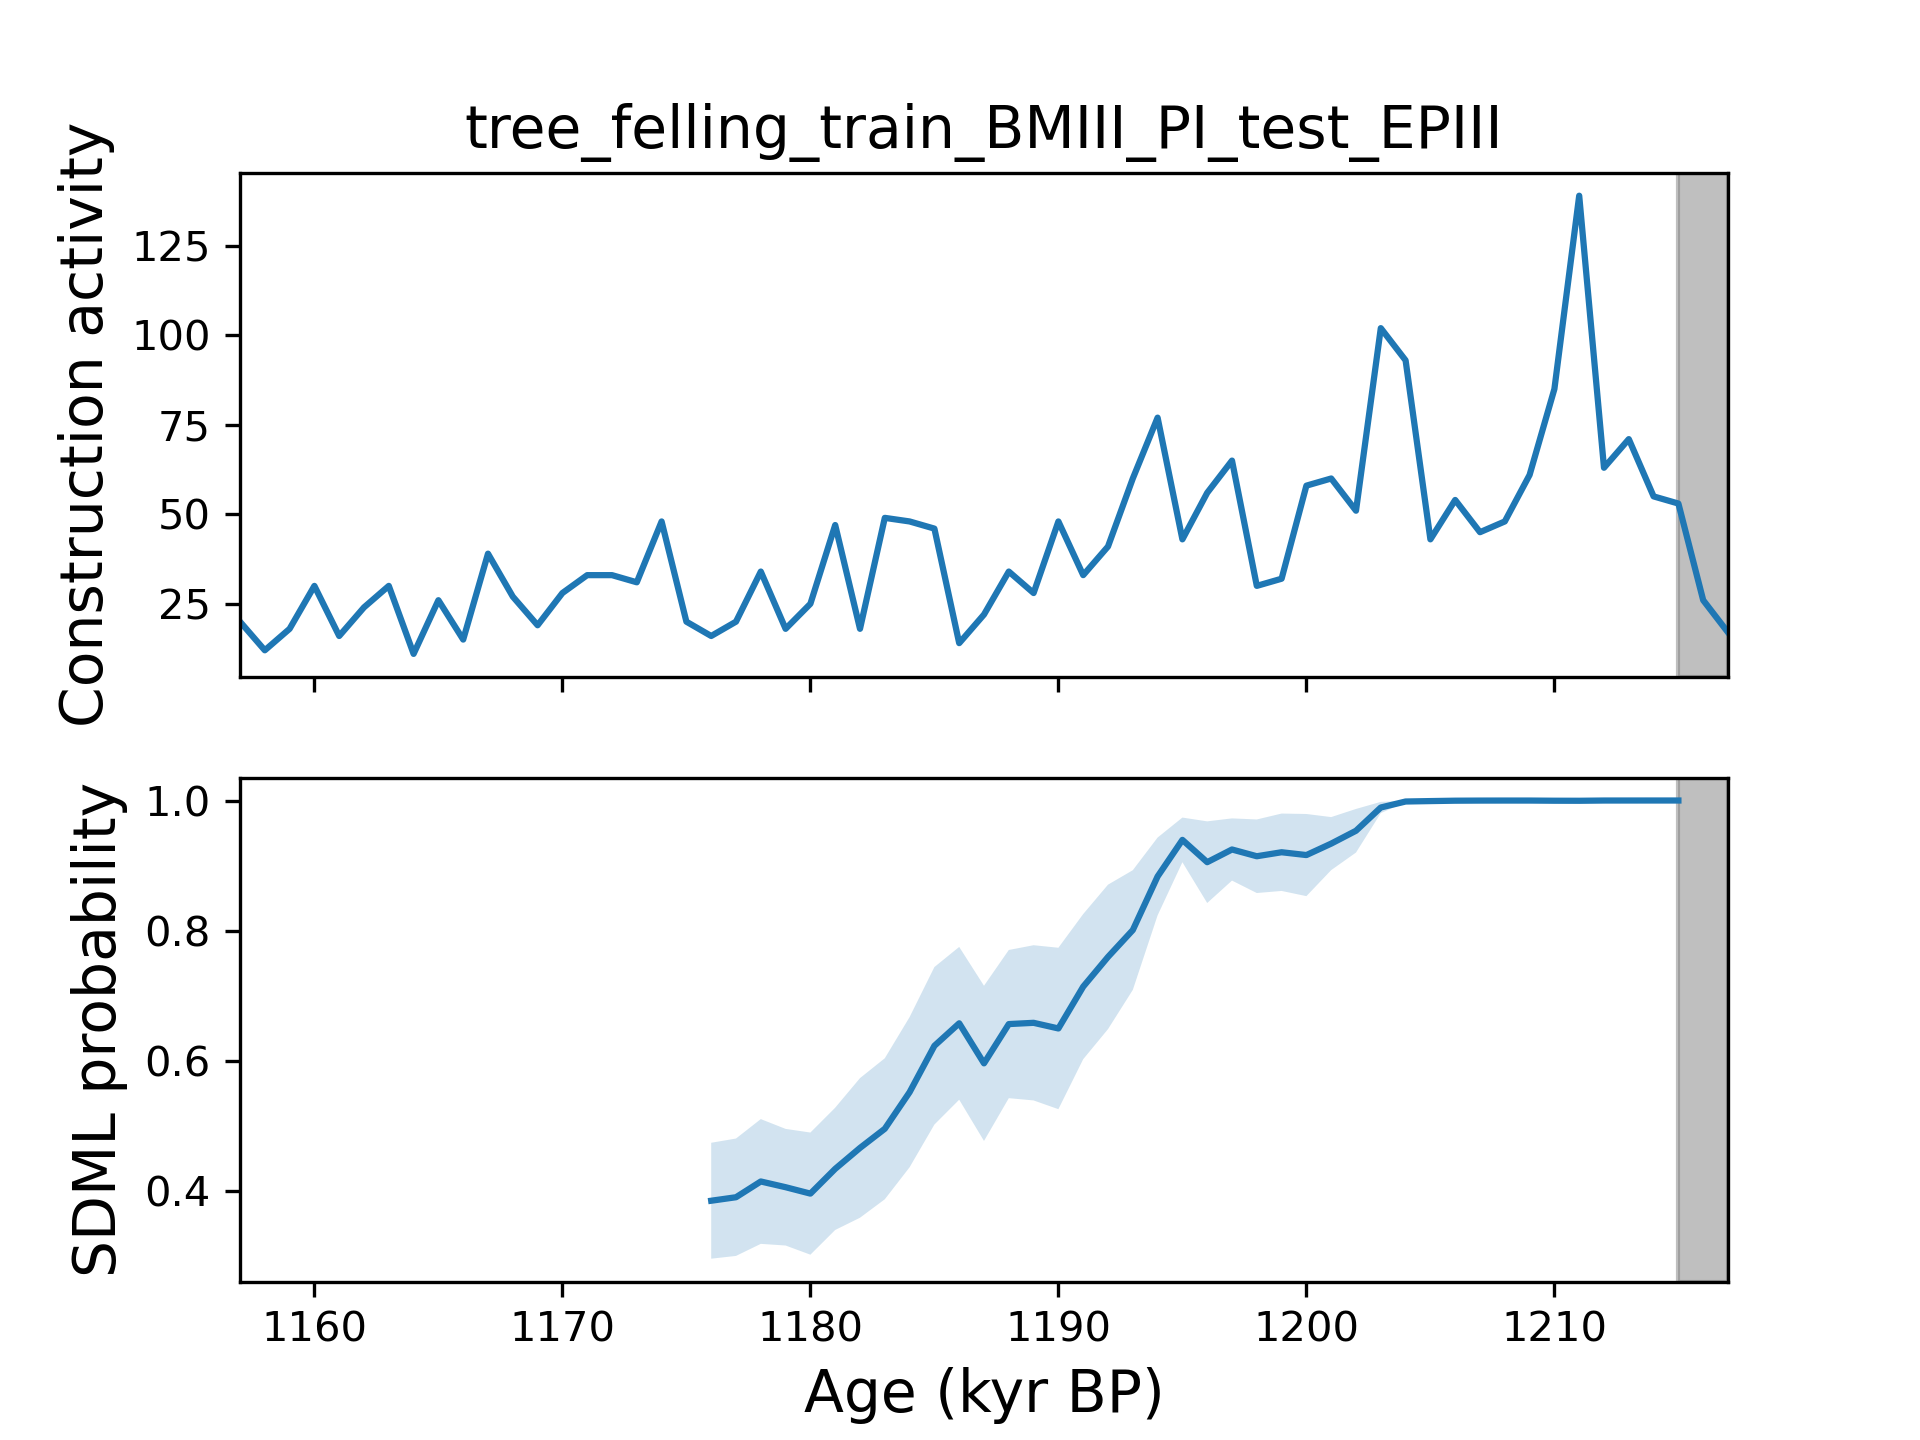 tree_felling_train_BMIII_PI_test_EPIII
Construction activity
125
100
75
50
25
SDML probability
1.0
0.8
0.6
0.4
1160 1170 1180 1190 1200 1210
Age (kyr BP)